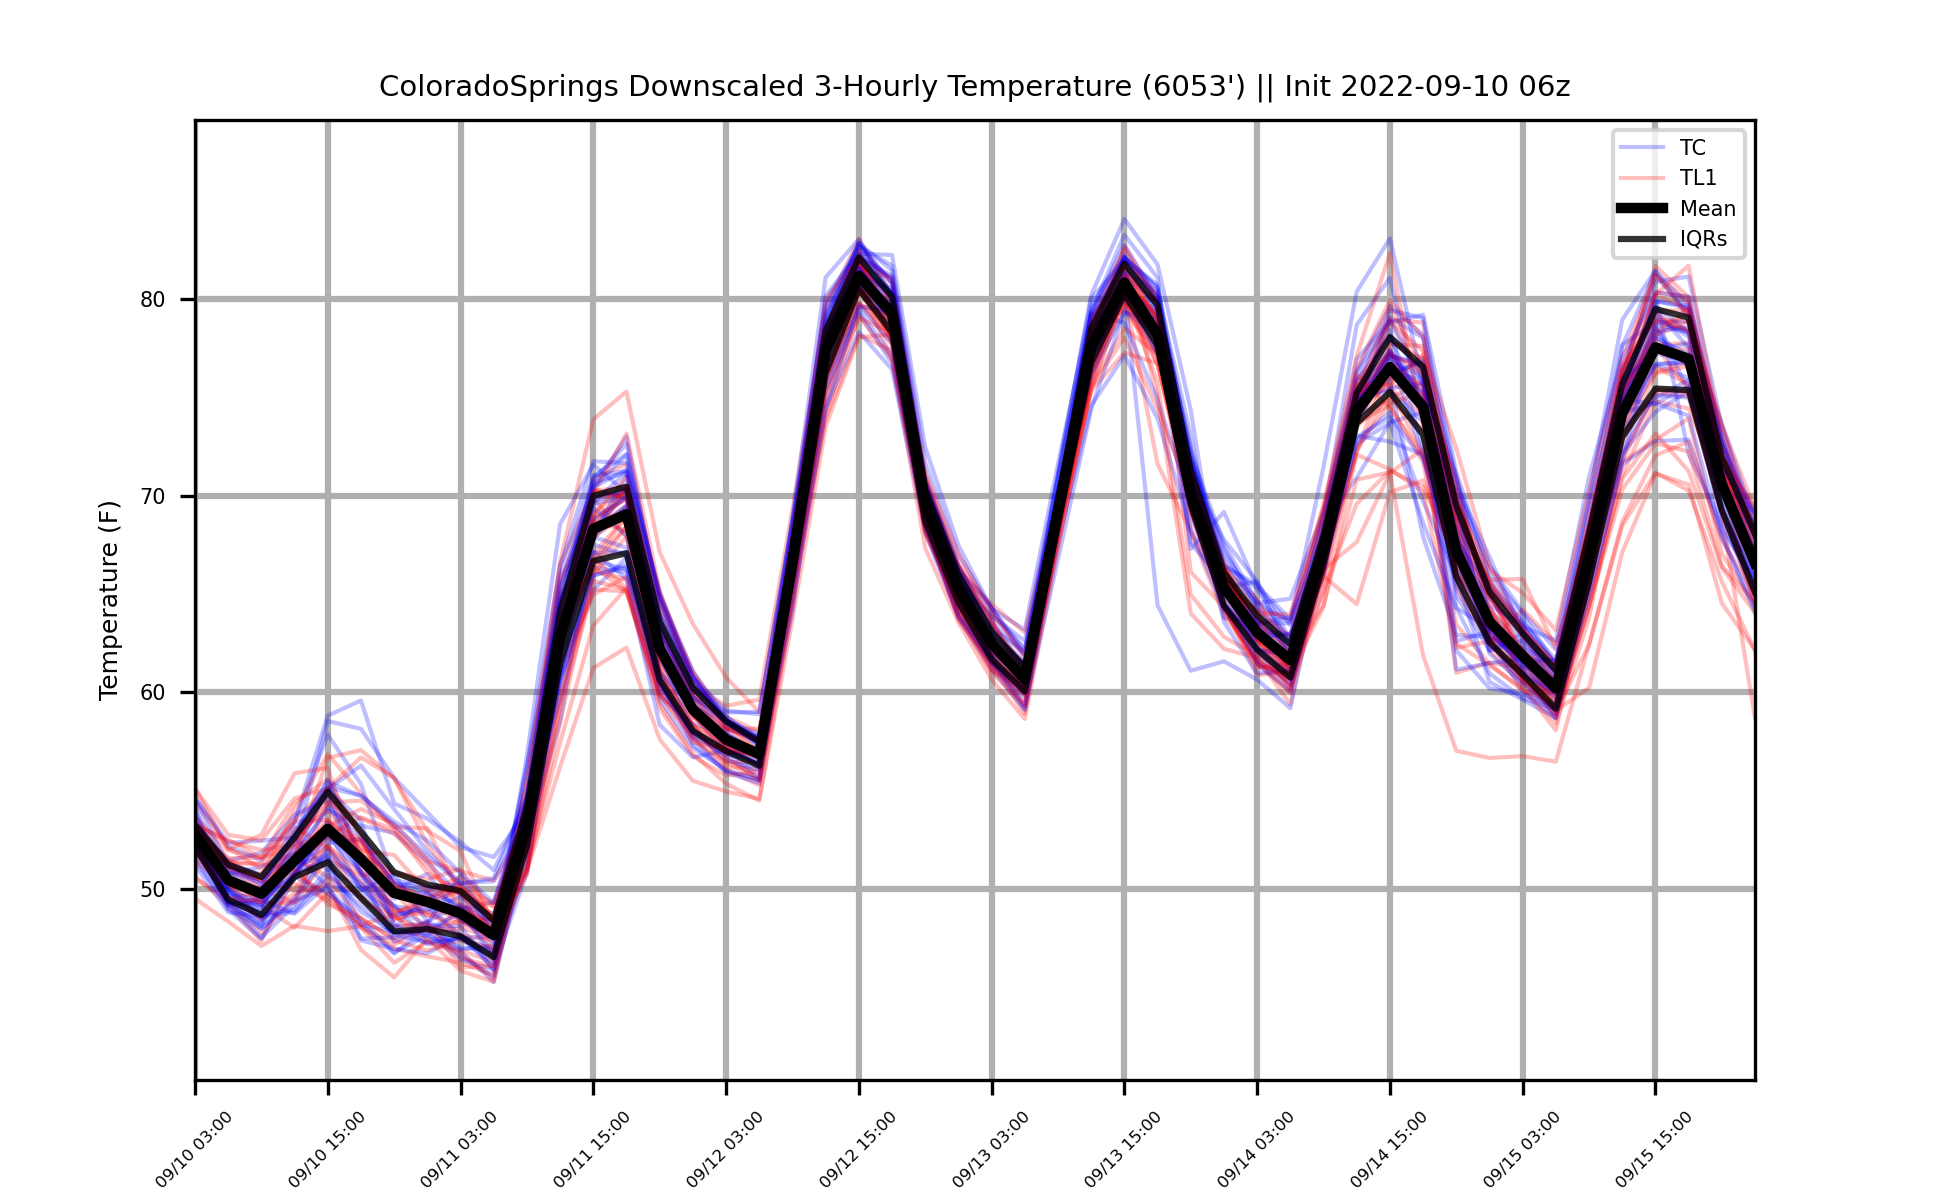 ColoradoSprings Downscaled 3-Hourly Temperature (6053') || Init 2022-09-10 06z
TC
TL1
Mean
IQRs
Temperature (F)
80
70
60
50
09/10 03:00
09/10 15:00
09/11 03:00
09/11 15:00
09/12 03:00
09/12 15:00
09/13 03:00
09/13 15:00
09/14 03:00
09/14 15:00
09/15 03:00
09/15 15:00